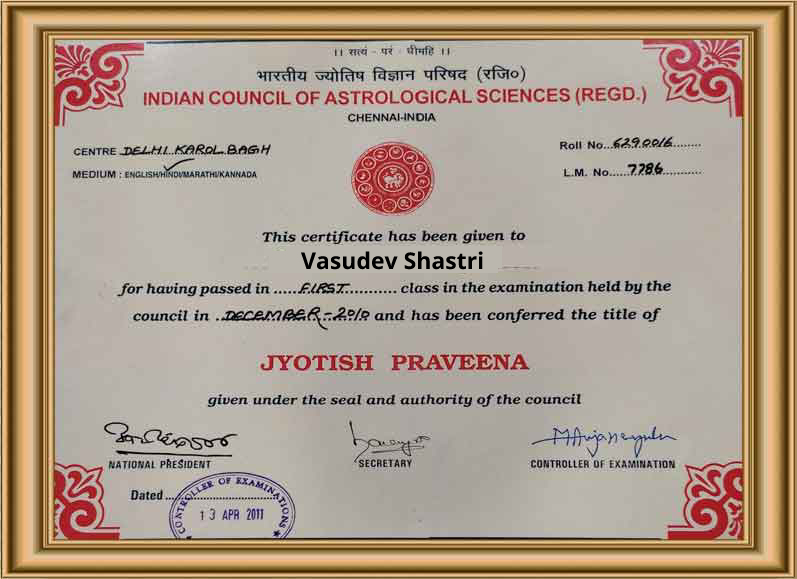 ।। सत्यं - परं - धीमहि ।।
भारतीय ज्योतिष विज्ञान परिषद (रजि०)
INDIAN COUNCIL OF ASTROLOGICAL SCIENCES (REGD.)
CHENNAI-INDIA
CENTRE DELHI KAROL BAGH
Roll No...6290016........
MEDIUM : ENGLISH/HINDI/MARATHI/KANNADA
L.M. No.....7786...........
This certificate has been given to
Vasudev Shastri
for having passed in .....FIRST........... class in the examination held by the
council in ..DECEMBER - 2010 and has been conferred the title of
JYOTISH PRAVEENA
given under the seal and authority of the council
NATIONAL PRESIDENT
SECRETARY
CONTROLLER OF EXAMINATION
Dated
CONTROLLER OF EXAMINATIONS
13 APR 2011